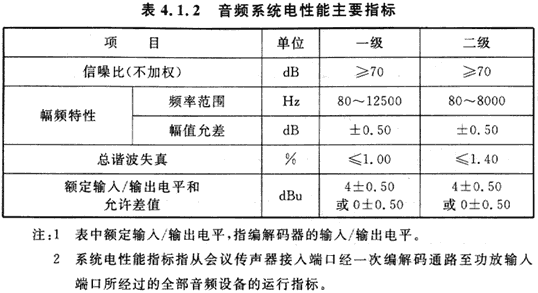 表 4.1.2 音频系统电性能主要指标
项 目 单位 一级 二级
信噪比(不加权) dB ≥70 ≥70
幅频特性 频率范围 Hz 80～12500 80～8000
幅值允差 dB ±0.50 ±0.50
总谐波失真 % ≤1.00 ≤1.40
额定输入/输出电平和
允许差值 dBu 4±0.50
或 0±0.50 4±0.50
或 0±0.50
注:1 表中额定输入/输出电平,指编解码器的输入/输出电平。
2 系统电性能指标指从会议传声器接入端口经一次编解码通路至功放输入
端口所经过的全部音频设备的运行指标。